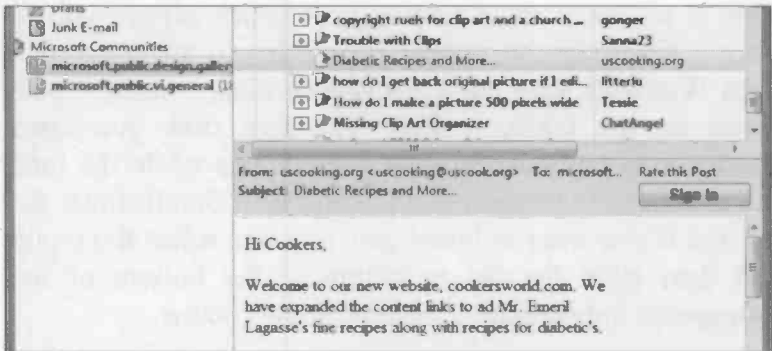 Drafts
Junk E-mail
Microsoft Communities
microsoft.public.design.gallery
microsoft.public.vi.general (18
copyright ruels for clip art and a church ... gonger
Trouble with Clips Sanna23
Diabetic Recipes and More... uscooking.org
how do I get back original picture if I edi... litterlu
How do I make a picture 500 pixels wide Tessie
Missing Clip Art Organizer ChatAngel
From: uscooking.org <uscooking@uscook.org> To: microsoft... Rate this Post
Subject: Diabetic Recipes and More...
Sign In
Hi Cookers,
Welcome to our new website, cookersworld.com. We
have expanded the content links to ad Mr. Emeril
Lagasse's fine recipes along with recipes for diabetic's.